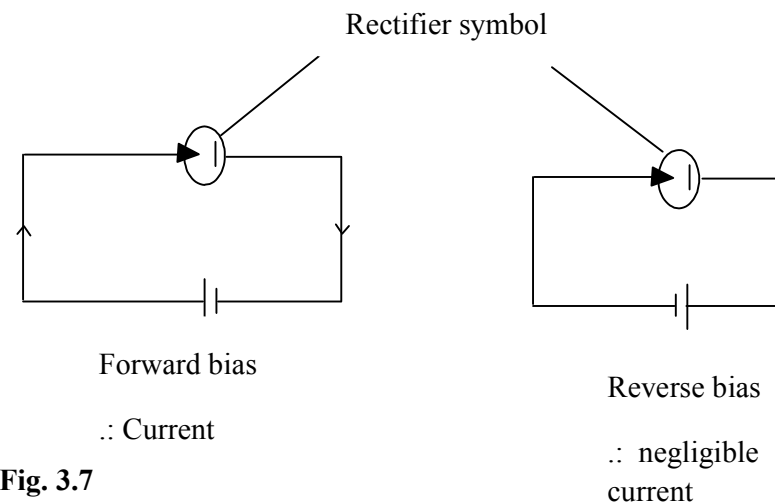 Rectifier symbol
Forward bias
.: Current
Fig. 3.7
Reverse bias
.: negligible
current